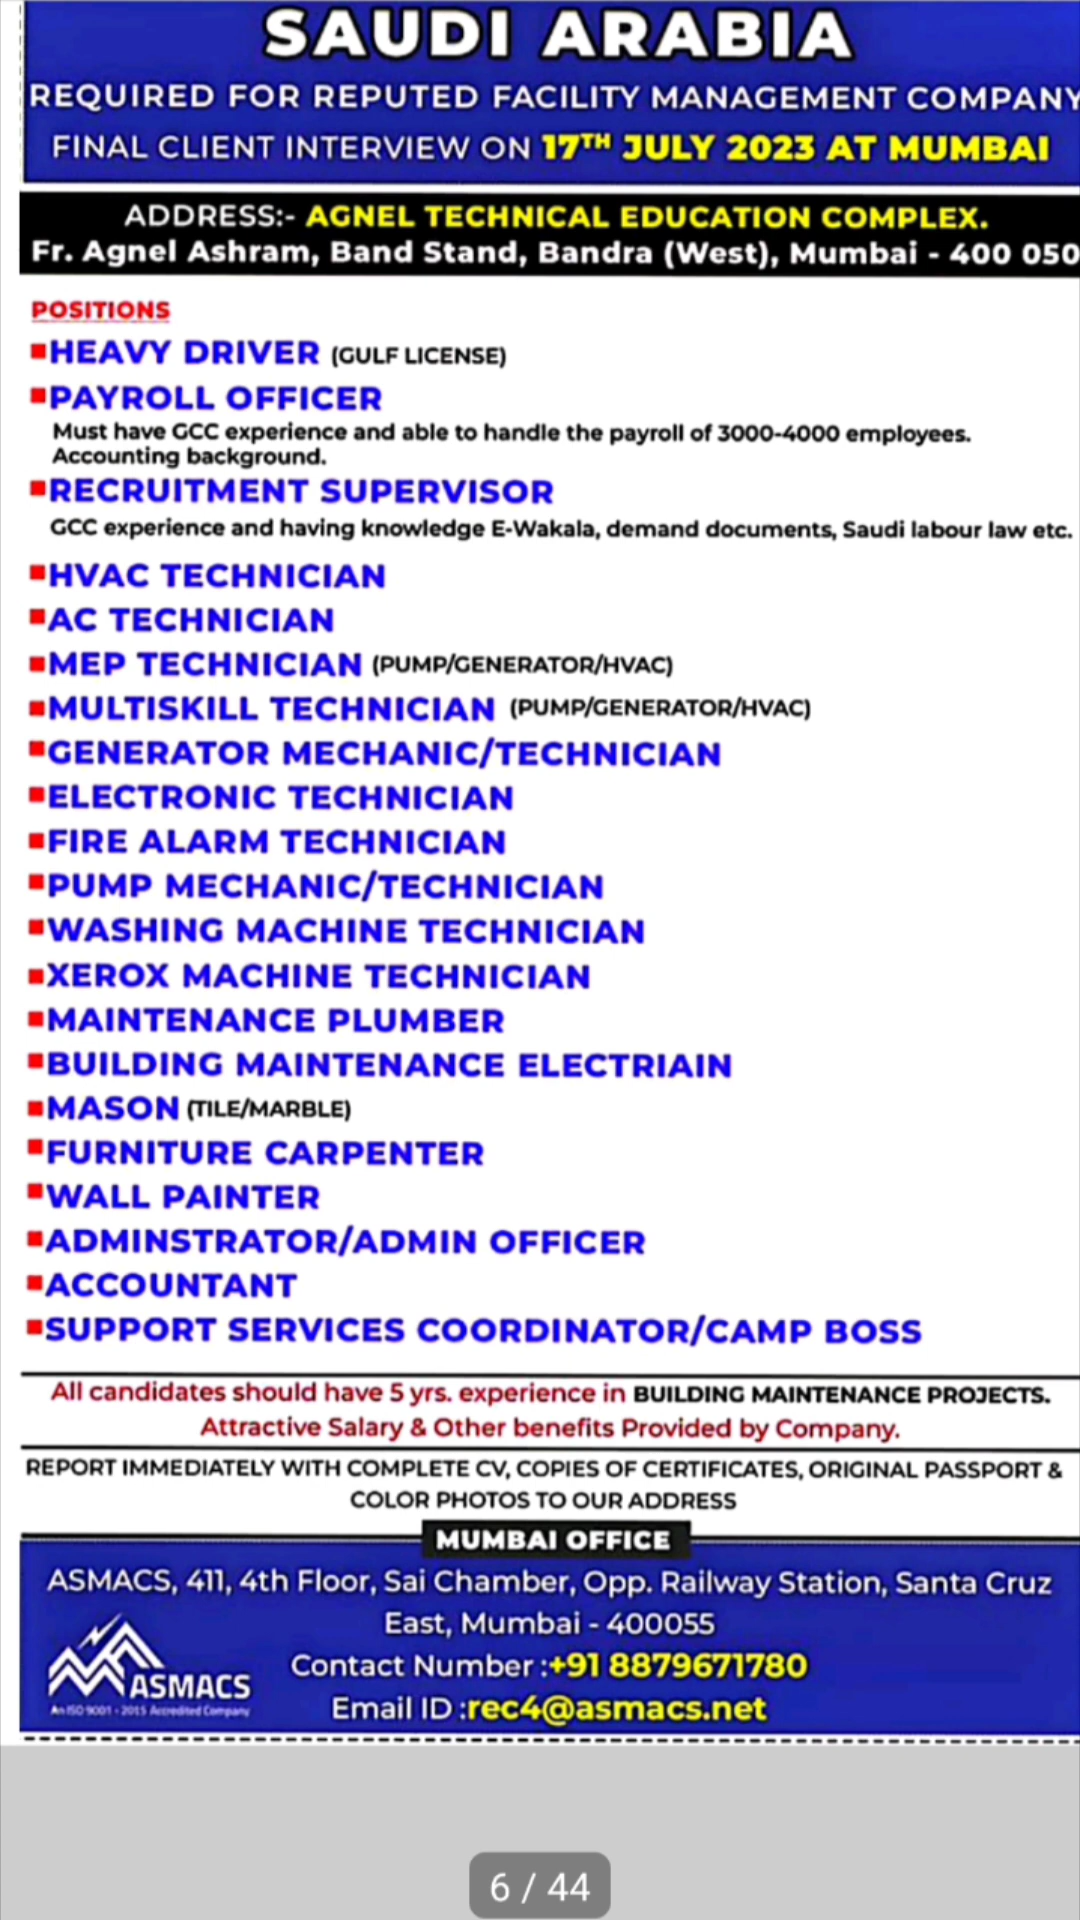 SAUDI ARABIA
REQUIRED FOR REPUTED FACILITY MANAGEMENT COMPANY
FINAL CLIENT INTERVIEW ON 17TH JULY 2023 AT MUMBAI
ADDRESS:- AGNEL TECHNICAL EDUCATION COMPLEX.
Fr. Agnel Ashram, Band Stand, Bandra (West), Mumbai - 400 050
POSITIONS
HEAVY DRIVER (GULF LICENSE)
PAYROLL OFFICER
Must have GCC experience and able to handle the payroll of 3000-4000 employees.
Accounting background.
RECRUITMENT SUPERVISOR
GCC experience and having knowledge E-Wakala, demand documents, Saudi labour law etc.
HVAC TECHNICIAN
AC TECHNICIAN
MEP TECHNICIAN (PUMP/GENERATOR/HVAC)
MULTISKILL TECHNICIAN (PUMP/GENERATOR/HVAC)
GENERATOR MECHANIC/TECHNICIAN
ELECTRONIC TECHNICIAN
FIRE ALARM TECHNICIAN
PUMP MECHANIC/TECHNICIAN
WASHING MACHINE TECHNICIAN
XEROX MACHINE TECHNICIAN
MAINTENANCE PLUMBER
BUILDING MAINTENANCE ELECTRIAIN
MASON (TILE/MARBLE)
FURNITURE CARPENTER
WALL PAINTER
ADMINSTRATOR/ADMIN OFFICER
ACCOUNTANT
SUPPORT SERVICES COORDINATOR/CAMP BOSS
All candidates should have 5 yrs. experience in BUILDING MAINTENANCE PROJECTS.
Attractive Salary & Other benefits Provided by Company.
REPORT IMMEDIATELY WITH COMPLETE CV, COPIES OF CERTIFICATES, ORIGINAL PASSPORT &
COLOR PHOTOS TO OUR ADDRESS
MUMBAI OFFICE
ASMACS, 411, 4th Floor, Sai Chamber, Opp. Railway Station, Santa Cruz
East, Mumbai - 400055
Contact Number :+91 8879671780
Email ID :rec4@asmacs.net
ASMACS
An ISO 9001 - 2015 Accredited Company
6 / 44